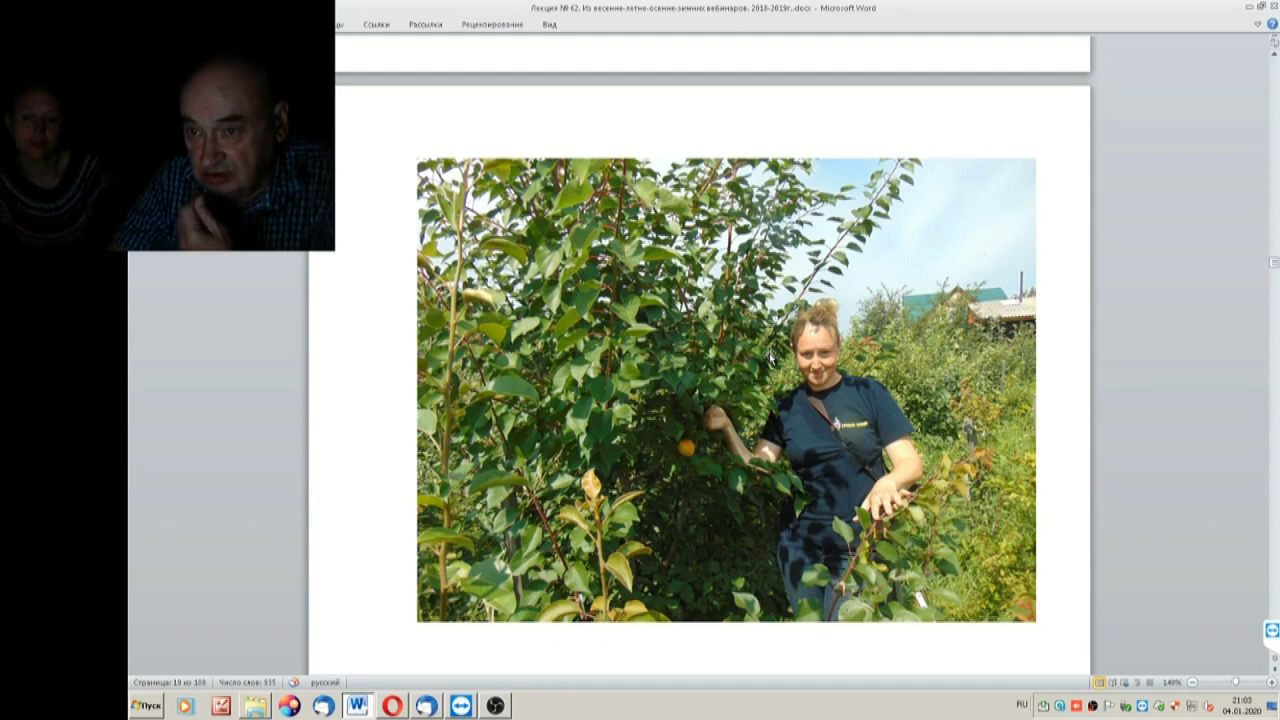 Лекция № 62. Из весенне-летне-осенне-зимних вебинаров. 2018-2019г..docx - Microsoft Word
Ссылки Рассылки Рецензирование Вид
Страница: 19 из 108 Число слов: 935 русский 140%
Пуск RU 21:03
04.01.2020